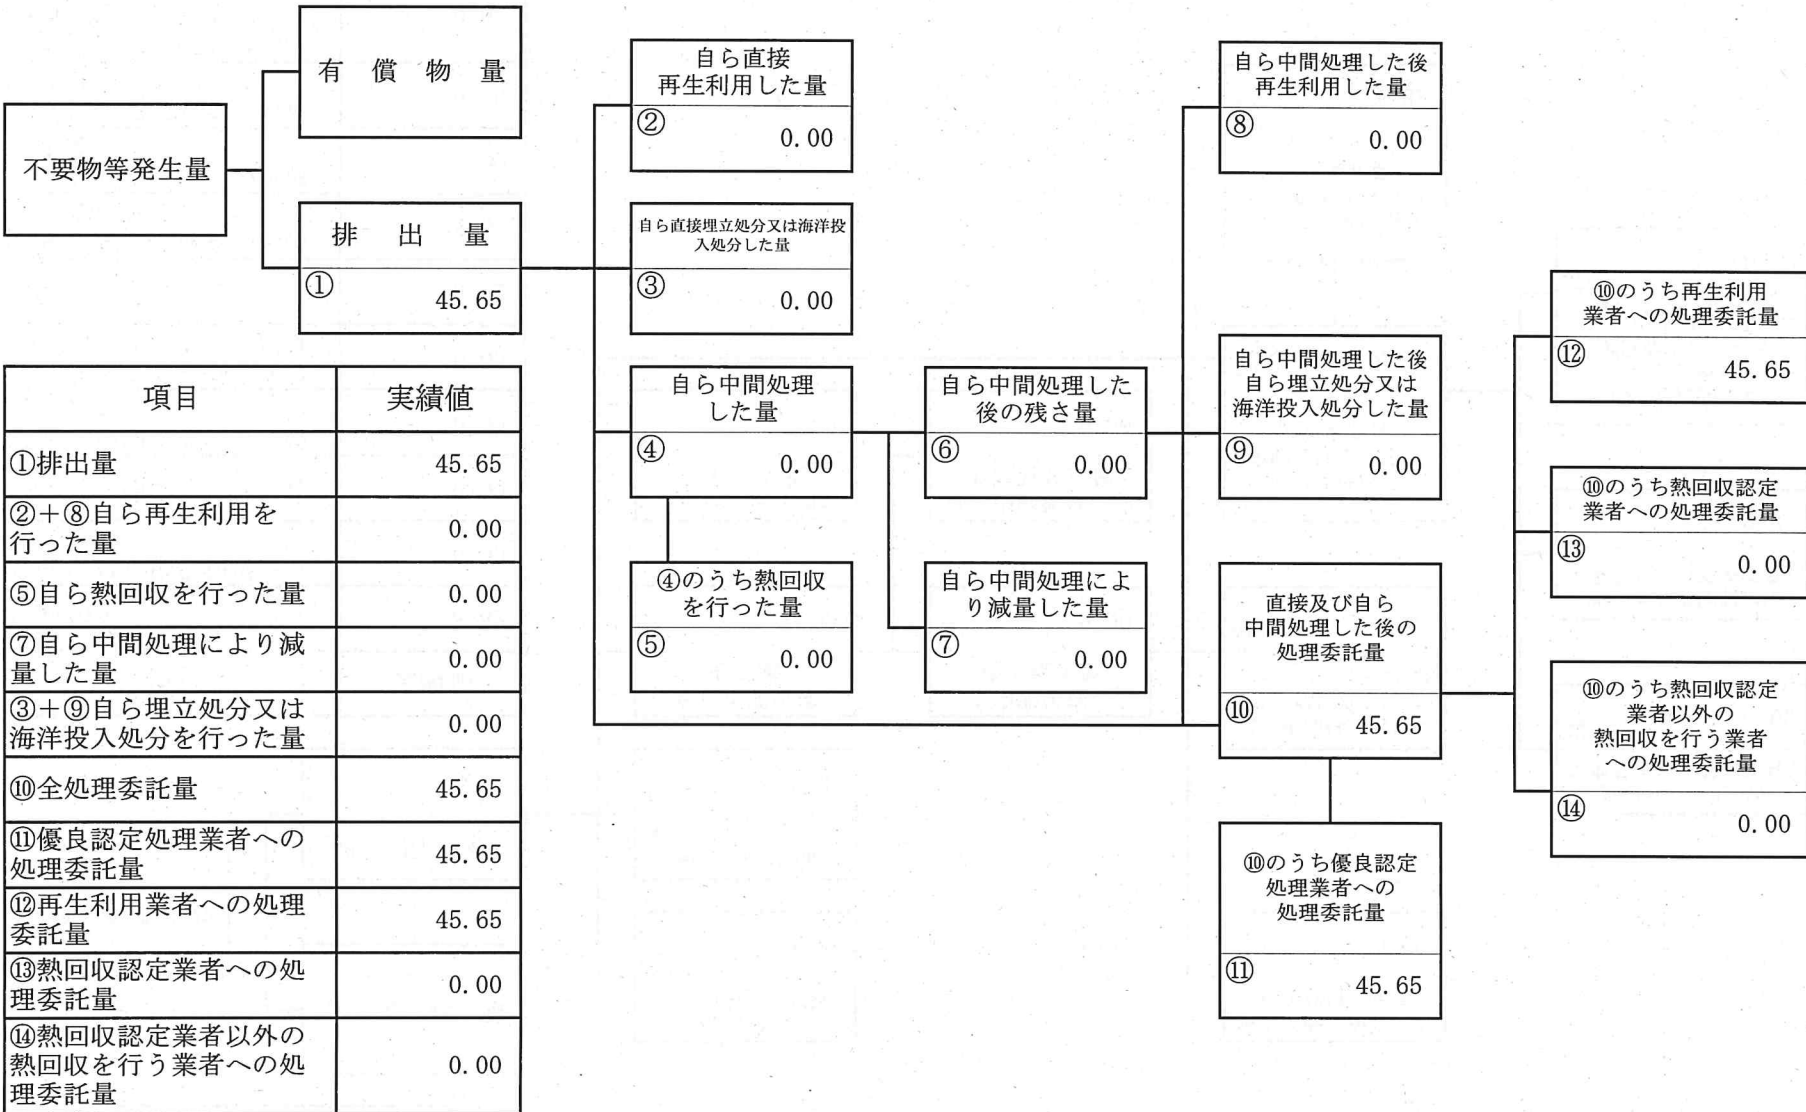 不要物等発生量
有 償 物 量
排 出 量
①
45.65
自ら直接
再生利用した量
②
0.00
自ら直接埋立処分又は海洋投
入処分した量
③
0.00
自ら中間処理
した量
④
0.00
④のうち熱回収
を行った量
⑤
0.00
自ら中間処理した
後の残さ量
⑥
0.00
自ら中間処理によ
り減量した量
⑦
0.00
自ら中間処理した後
再生利用した量
⑧
0.00
自ら中間処理した後
自ら埋立処分又は
海洋投入処分した量
⑨
0.00
直接及び自ら
中間処理した後の
処理委託量
⑩
45.65
⑩のうち優良認定
処理業者への
処理委託量
⑪
45.65
⑩のうち再生利用
業者への処理委託量
⑫
45.65
⑩のうち熱回収認定
業者への処理委託量
⑬
0.00
⑩のうち熱回収認定
業者以外の
熱回収を行う業者
への処理委託量
⑭
0.00
項目 実績値
①排出量 45.65
②＋⑧自ら再生利用を
行った量 0.00
⑤自ら熱回収を行った量 0.00
⑦自ら中間処理により減
量した量 0.00
③＋⑨自ら埋立処分又は
海洋投入処分を行った量 0.00
⑩全処理委託量 45.65
⑪優良認定処理業者への
処理委託量 45.65
⑫再生利用業者への処理
委託量 45.65
⑬熱回収認定業者への処
理委託量 0.00
⑭熱回収認定業者以外の
熱回収を行う業者への処
理委託量 0.00